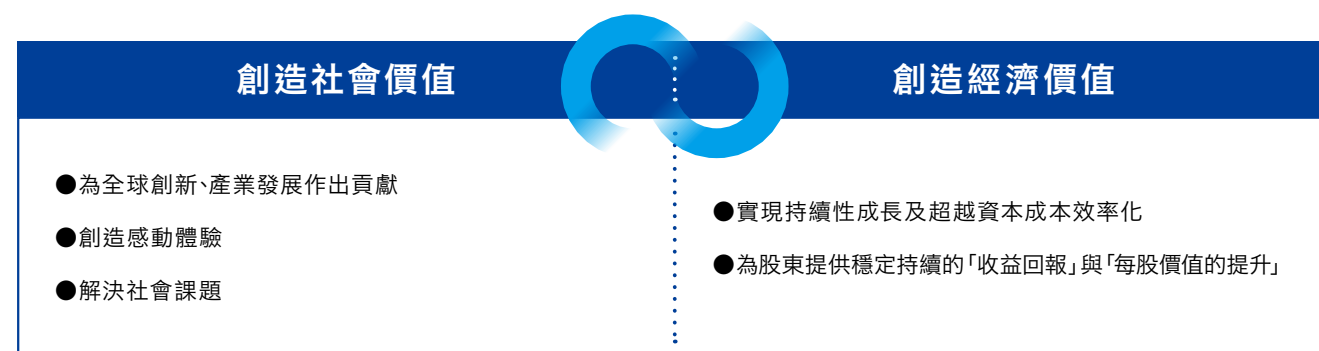 創造社會價值
●為全球創新、產業發展作出貢獻
●創造感動體驗
●解決社會課題
創造經濟價值
●實現持續性成長及超越資本成本效率化
●為股東提供穩定持續的「收益回報」與「每股價值的提升」